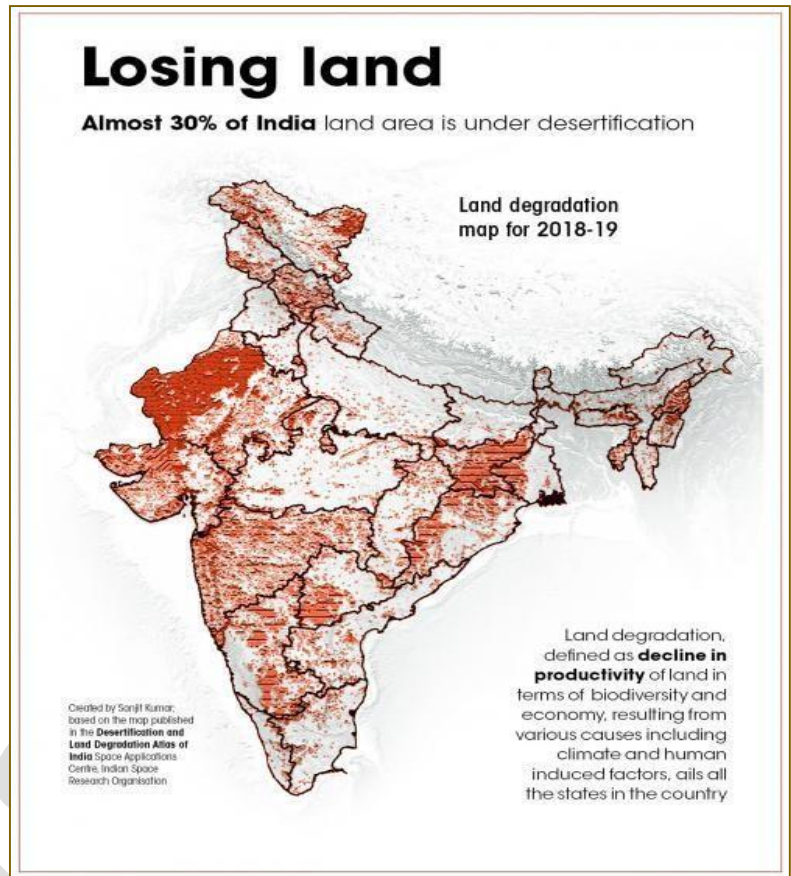 Losing land
Almost 30% of India land area is under desertification
Land degradation
map for 2018-19
Land degradation,
defined as decline in
productivity of land in
terms of biodiversity and
economy, resulting from
various causes including
climate and human
induced factors, ails all
the states in the country
Created by Sanjit Kumar,
based on the map published
in the Desertification and
Land Degradation Atlas of
India Space Applications
Centre, Indian Space
Research Organisation